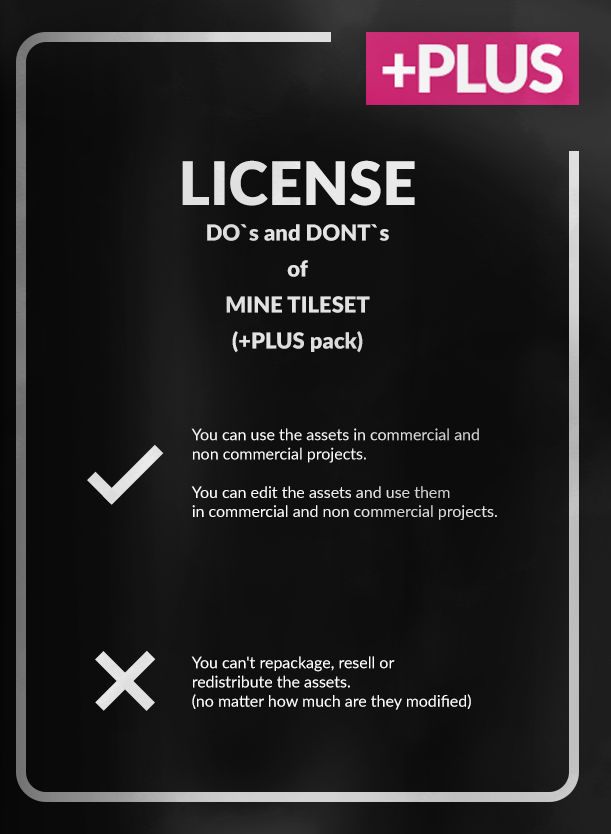 +PLUS
LICENSE
DO`s and DONT`s
of
MINE TILESET
(+PLUS pack)
You can use the assets in commercial and
non commercial projects.
You can edit the assets and use them
in commercial and non commercial projects.
You can't repackage, resell or
redistribute the assets.
(no matter how much are they modified)